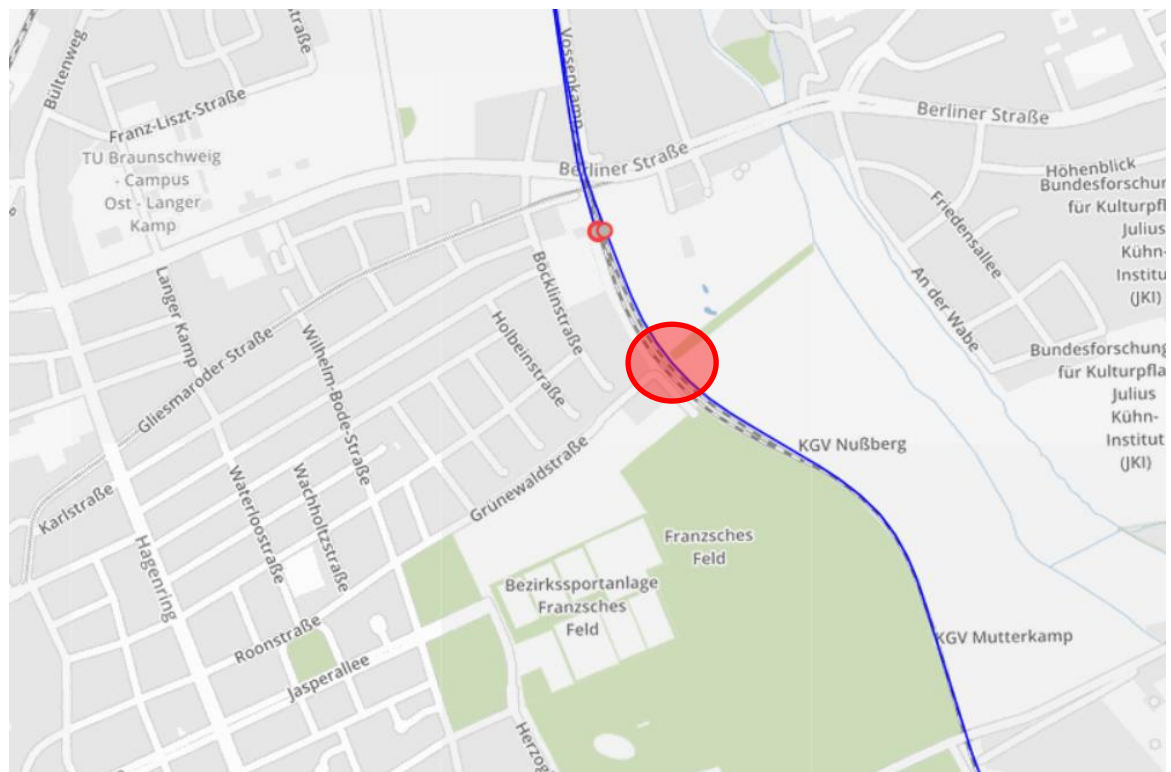 Bültenweg
straße
Franz-Liszt-Straße
TU Braunschweig
- Campus
Ost - Langer
Kamp
Vossenkamp
Berliner Straße
Berliner Straße
Höhenblick
Bundesforschun
für Kulturpfl
Julius
Kühn-
Institu
(JKI)
Friedensallee
An der Wabe
Langer Kamp
Wilhelm-Bode-Straße
Gliesmaroder Straße
Böcklinstraße
Holbeinstraße
Bundesforschung
für Kulturpfla
Julius
Kühn-
Institut
(JKI)
Karlstraße
Hagenring
Waterloostraße
Wachholtzstraße
Grünewaldstraße
KGV Nußberg
Franzsches
Feld
Bezirkssportanlage
Franzsches
Feld
Roonstraße
Jasperallee
Herzog
KGV Mutterkamp